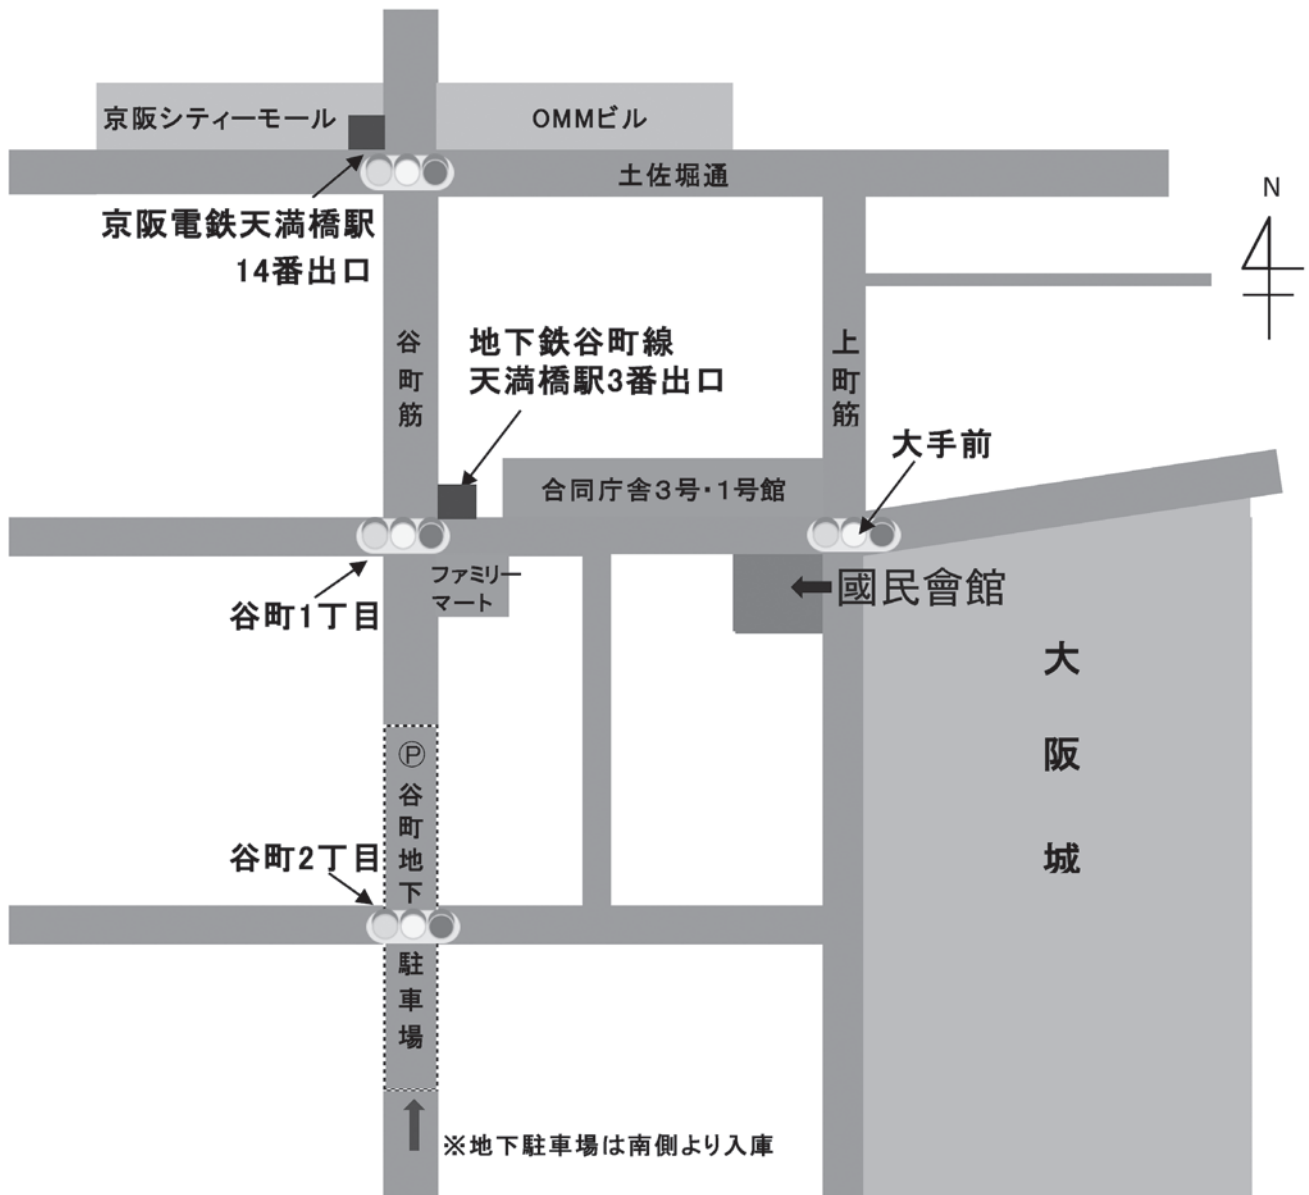 京阪シティーモール
OMMビル
土佐堀通
N
京阪電鉄天満橋駅
14番出口
谷町筋
地下鉄谷町線
天満橋駅3番出口
上町筋
大手前
合同庁舎3号・1号館
ファミリー
マート
國民會館
谷町1丁目
大阪城
Ⓟ谷町地下駐車場
谷町2丁目
※地下駐車場は南側より入庫